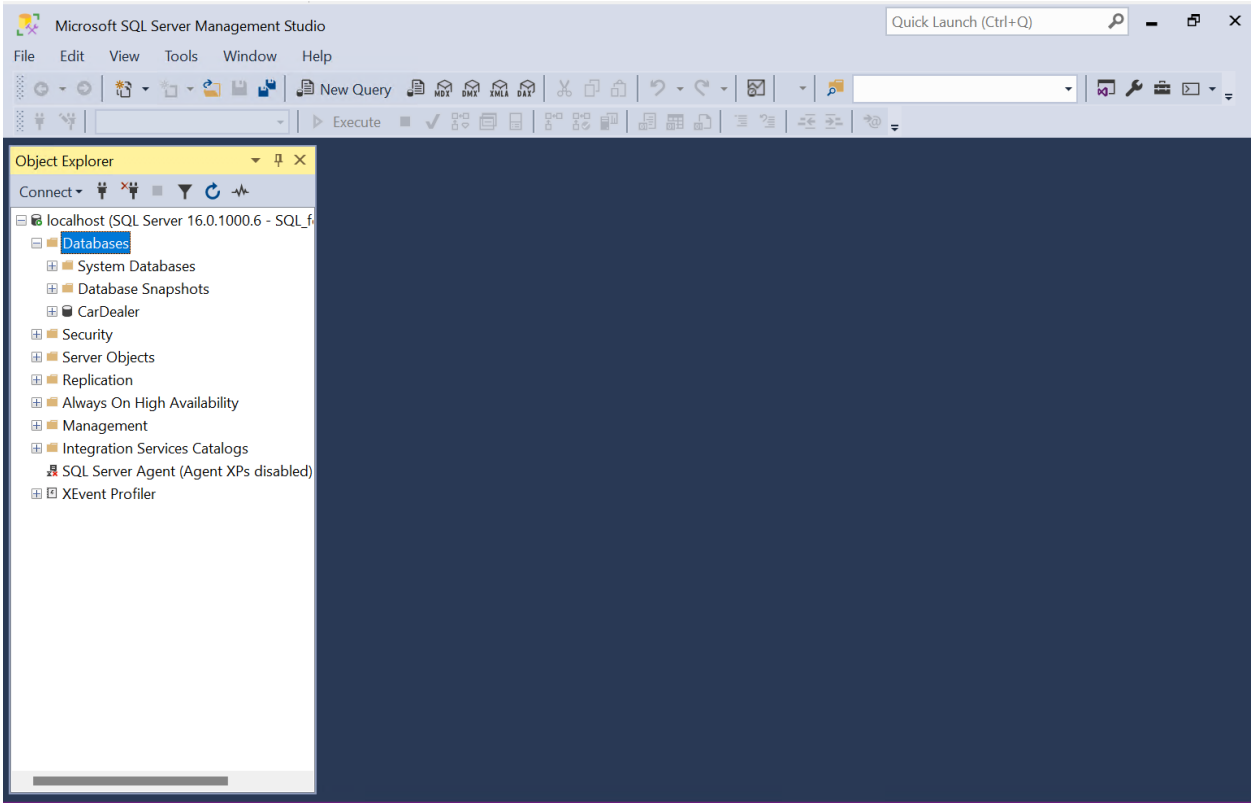 Microsoft SQL Server Management Studio
Quick Launch (Ctrl+Q)
File Edit View Tools Window Help
New Query MDX DMX XMLA DAX
Execute
Object Explorer
Connect
localhost (SQL Server 16.0.1000.6 - SQL_f
Databases
System Databases
Database Snapshots
CarDealer
Security
Server Objects
Replication
Always On High Availability
Management
Integration Services Catalogs
SQL Server Agent (Agent XPs disabled)
XEvent Profiler